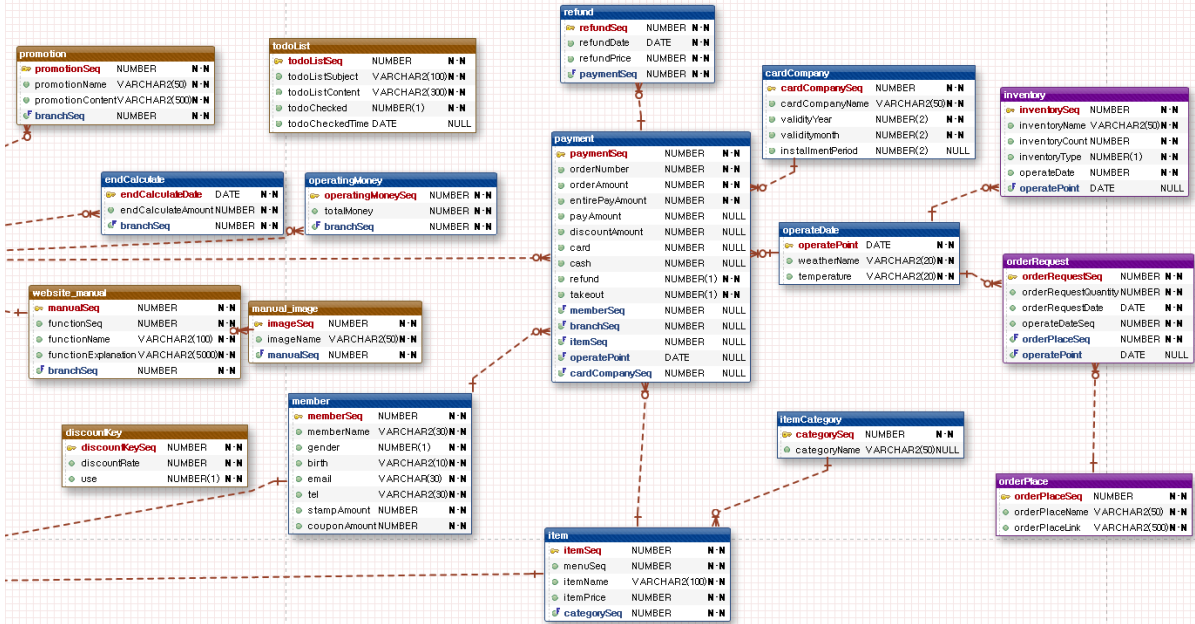 refund
refundSeq NUMBER N-N
refundDate DATE N-N
refundPrice NUMBER N-N
paymentSeq NUMBER N-N
promotion
promotionSeq NUMBER N-N
promotionName VARCHAR2(50) N-N
promotionContent VARCHAR2(500) N-N
branchSeq NUMBER N-N
todoList
todoListSeq NUMBER N-N
todoListSubject VARCHAR2(100) N-N
todoListContent VARCHAR2(300) N-N
todoChecked NUMBER(1) N-N
todoCheckedTime DATE NULL
cardCompany
cardCompanySeq NUMBER N-N
cardCompanyName VARCHAR2(50) N-N
validityYear NUMBER(2) N-N
validitymonth NUMBER(2) N-N
installmentPeriod NUMBER(2) NULL
inventory
inventorySeq NUMBER N-N
inventoryName VARCHAR2(50) N-N
inventoryCount NUMBER N-N
inventoryType NUMBER(1) N-N
operateDate NUMBER N-N
operatePoint DATE NULL
payment
paymentSeq NUMBER N-N
orderNumber NUMBER N-N
orderAmount NUMBER N-N
entirePayAmount NUMBER N-N
payAmount NUMBER NULL
discountAmount NUMBER NULL
card NUMBER NULL
cash NUMBER NULL
refund NUMBER(1) N-N
takeout NUMBER(1) N-N
memberSeq NUMBER NULL
branchSeq NUMBER NULL
itemSeq NUMBER NULL
operatePoint DATE NULL
cardCompanySeq NUMBER NULL
endCalculate
endCalculateDate DATE N-N
endCalculateAmount NUMBER N-N
branchSeq NUMBER N-N
operatingMoney
operatingMoneySeq NUMBER N-N
totalMoney NUMBER N-N
branchSeq NUMBER N-N
operateDate
operatePoint DATE N-N
weatherName VARCHAR2(20) N-N
temperature VARCHAR2(20) N-N
orderRequest
orderRequestSeq NUMBER N-N
orderRequestQuantity NUMBER N-N
orderRequestDate DATE N-N
operateDateSeq NUMBER N-N
orderPlaceSeq NUMBER N-N
operatePoint DATE NULL
website_manual
manualSeq NUMBER N-N
functionSeq NUMBER N-N
functionName VARCHAR2(100) N-N
functionExplanation VARCHAR2(5000) N-N
branchSeq NUMBER N-N
manual_image
imageSeq NUMBER N-N
imageName VARCHAR2(50) N-N
manualSeq NUMBER N-N
member
memberSeq NUMBER N-N
memberName VARCHAR2(30) N-N
gender NUMBER(1) N-N
birth VARCHAR2(10) N-N
email VARCHAR(30) N-N
tel VARCHAR2(30) N-N
stampAmount NUMBER N-N
couponAmount NUMBER N-N
discountKey
discountKeySeq NUMBER N-N
discountRate NUMBER N-N
use NUMBER(1) N-N
itemCategory
categorySeq NUMBER N-N
categoryName VARCHAR2(50) NULL
orderPlace
orderPlaceSeq NUMBER N-N
orderPlaceName VARCHAR2(50) N-N
orderPlaceLink VARCHAR2(500) N-N
item
itemSeq NUMBER N-N
menuSeq NUMBER N-N
itemName VARCHAR2(100) N-N
itemPrice NUMBER N-N
categorySeq NUMBER N-N